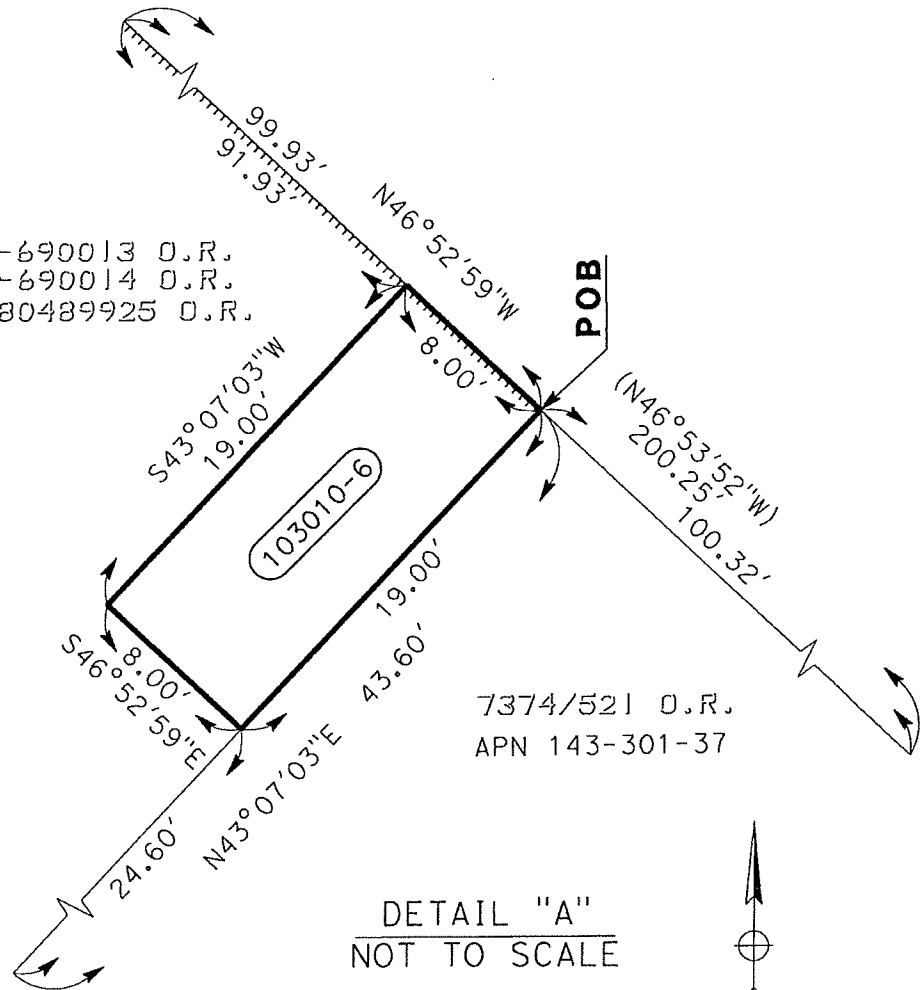 99.93'
91.93'
N46°52'59"W
-690013 O.R.
-690014 O.R.
80489925 O.R.
POB
8.00'
S43°07'03"W
19.00'
(N46°53'52"W)
200.25'
100.32'
103010-6
19.00'
43.60'
8.00'
S46°52'59"E
N43°07'03"E
24.60'
7374/521 O.R.
APN 143-301-37
DETAIL "A"
NOT TO SCALE